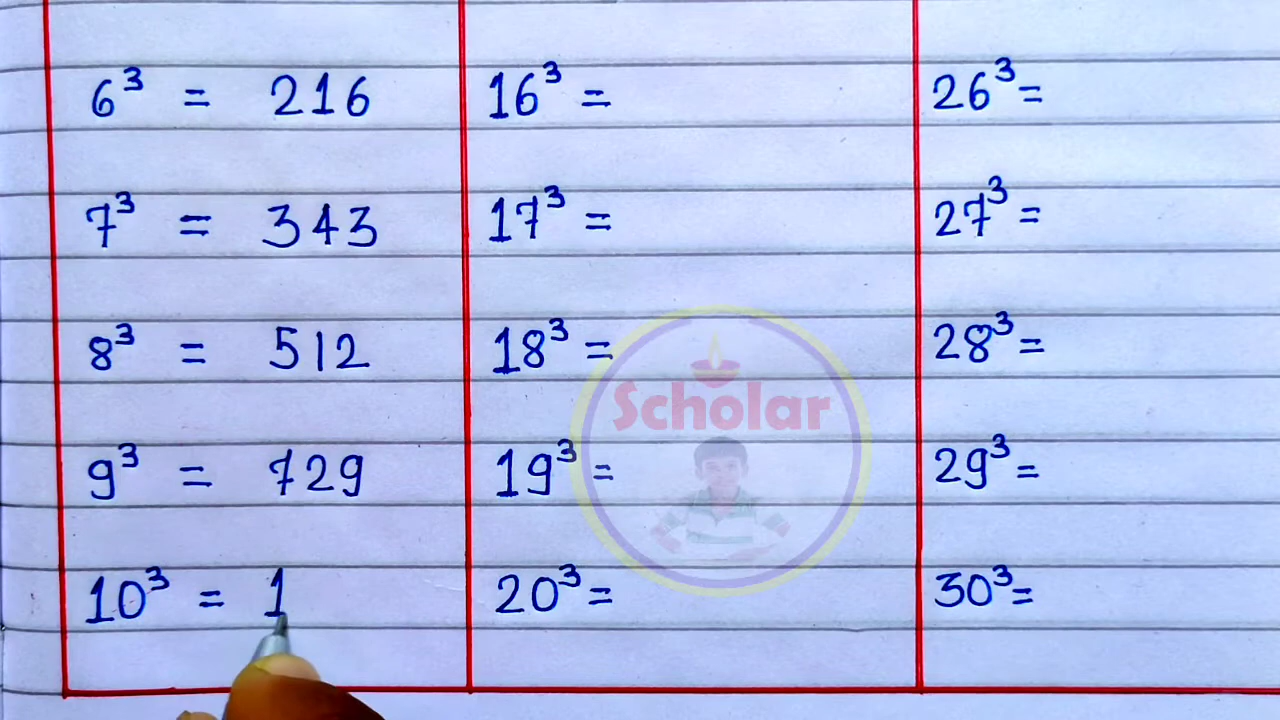 6³ = 216
16³ =
26³ =
7³ = 343
17³ =
27³ =
8³ = 512
18³ =
28³ =
Scholar
9³ = 729
19³ =
29³ =
10³ = 1
20³ =
30³ =